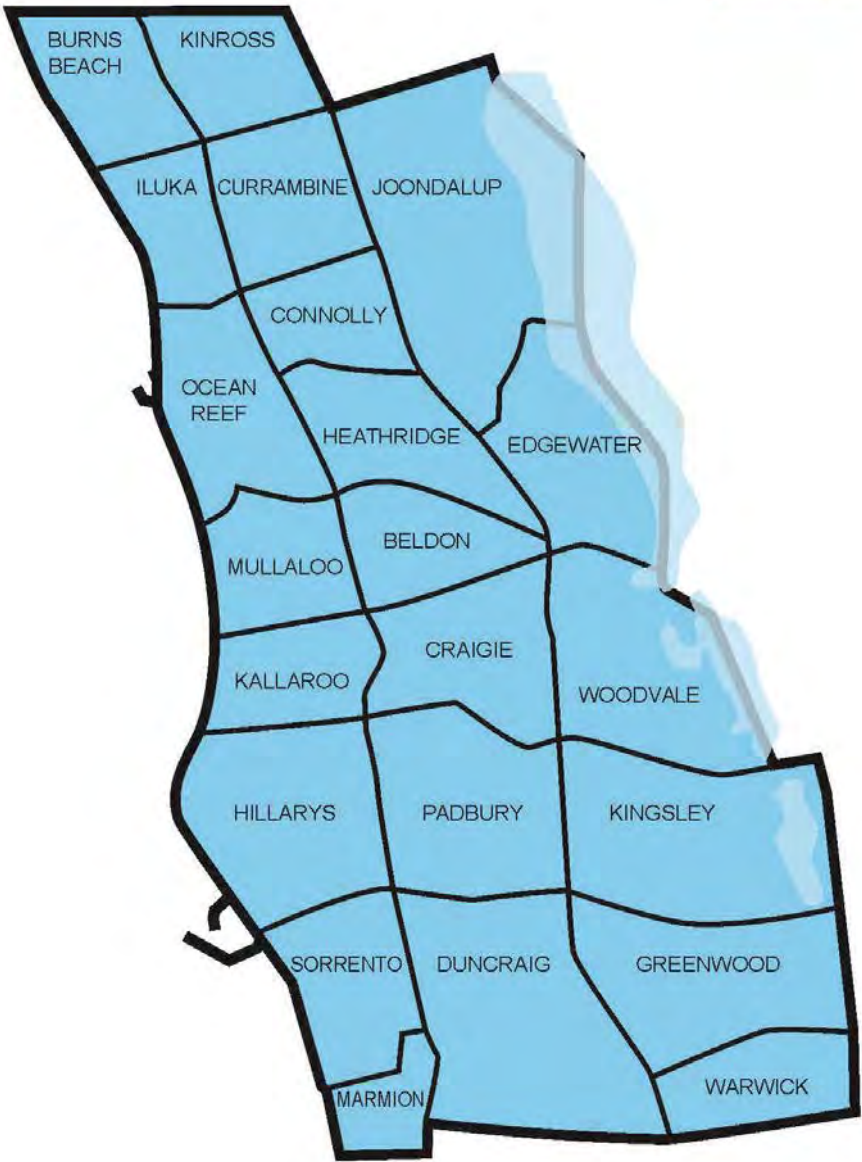 BURNS
BEACH
KINROSS
ILUKA
CURRAMBINE
JOONDALUP
CONNOLLY
OCEAN
REEF
HEATHRIDGE
EDGEWATER
BELDON
MULLALOO
CRAIGIE
KALLAROO
WOODVALE
HILLARYS
PADBURY
KINGSLEY
SORRENTO
DUNCRAIG
GREENWOOD
WARWICK
MARMION